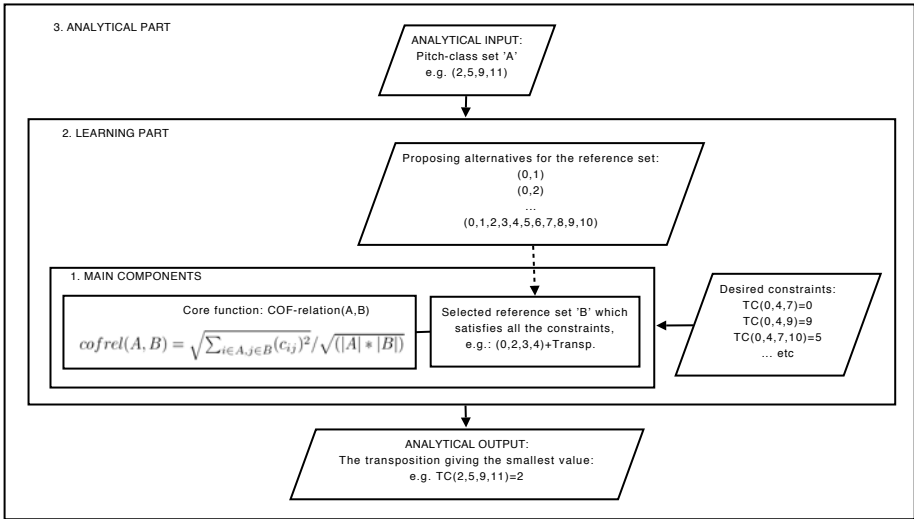 3. ANALYTICAL PART
ANALYTICAL INPUT:
Pitch-class set 'A'
e.g. (2,5,9,11)
2. LEARNING PART
Proposing alternatives for the reference set:
(0,1)
(0,2)
...
(0,1,2,3,4,5,6,7,8,9,10)
1. MAIN COMPONENTS
Core function: COF-relation(A,B)
cofrel(A, B) = √∑i∈A,j∈B(cij)²/√(|A| ∗ |B|)
Selected reference set 'B' which
satisfies all the constraints,
e.g.: (0,2,3,4)+Transp.
Desired constraints:
TC(0,4,7)=0
TC(0,4,9)=9
TC(0,4,7,10)=5
... etc
ANALYTICAL OUTPUT:
The transposition giving the smallest value:
e.g. TC(2,5,9,11)=2